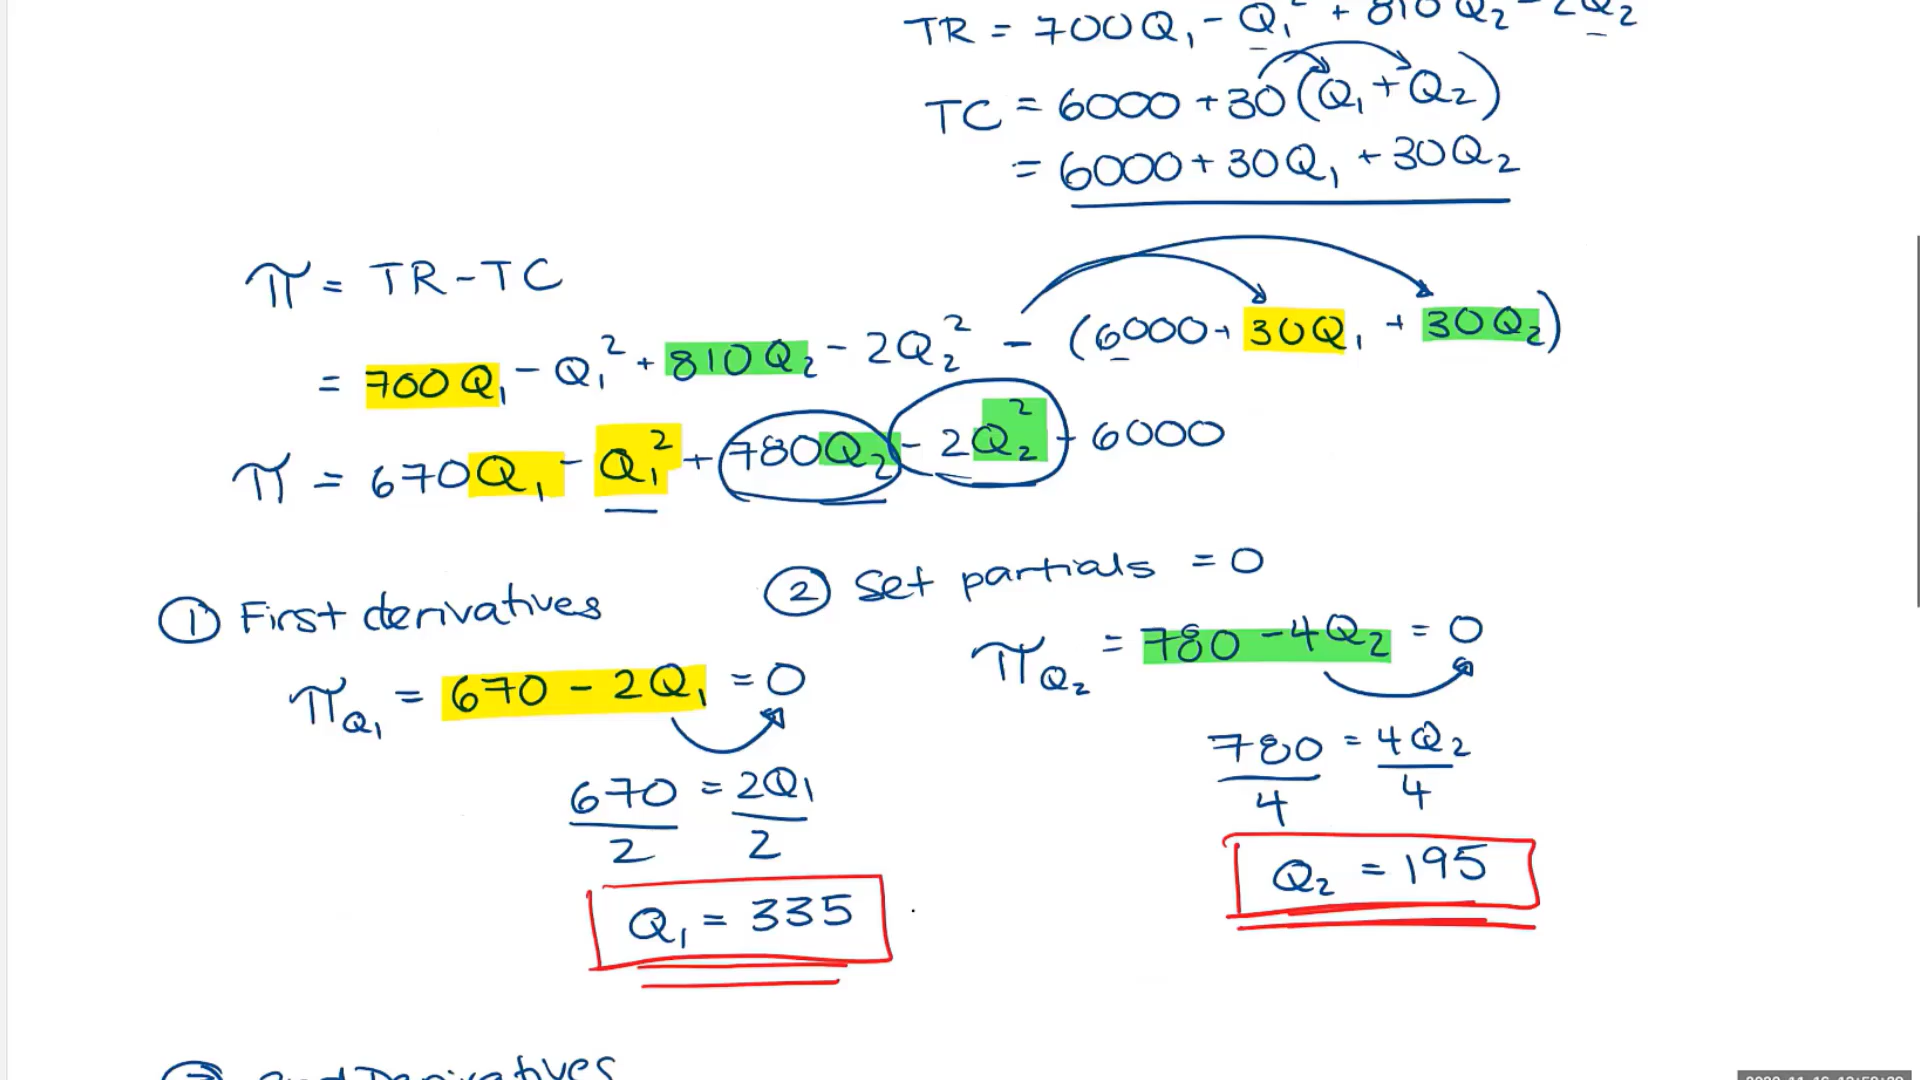 TR = 700Q₁ - Q₁² + 810Q₂ - 2Q₂
TC = 6000 + 30(Q₁ + Q₂)
= 6000 + 30Q₁ + 30Q₂
π = TR - TC
= 700Q₁ - Q₁² + 810Q₂ - 2Q₂² - (6000 + 30Q₁ + 30Q₂)
π = 670Q₁ - Q₁² + 780Q₂ - 2Q₂² - 6000
① First derivatives
② Set partials = 0
π_Q₁ = 670 - 2Q₁ = 0
π_Q₂ = 780 - 4Q₂ = 0
670/2 = 2Q₁/2
780/4 = 4Q₂/4
Q₁ = 335
Q₂ = 195
Derivatives